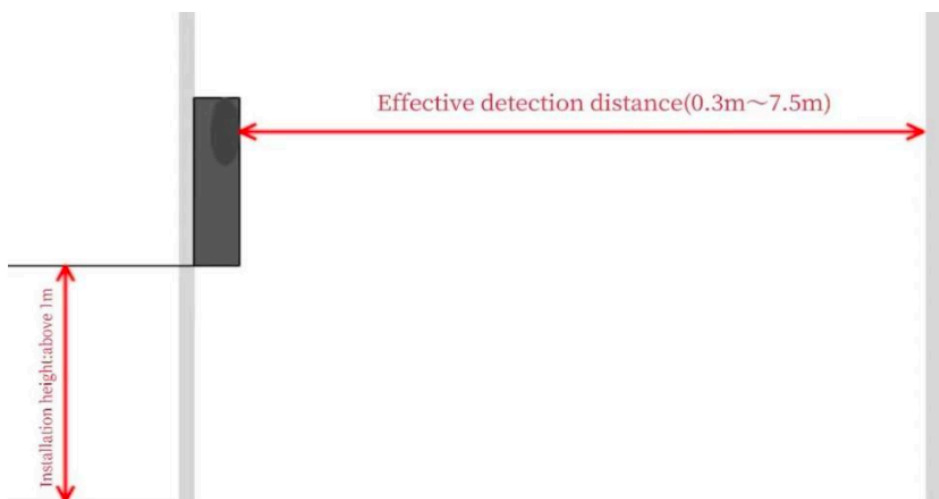 Effective detection distance(0.3m～7.5m)
Installation height:above 1m